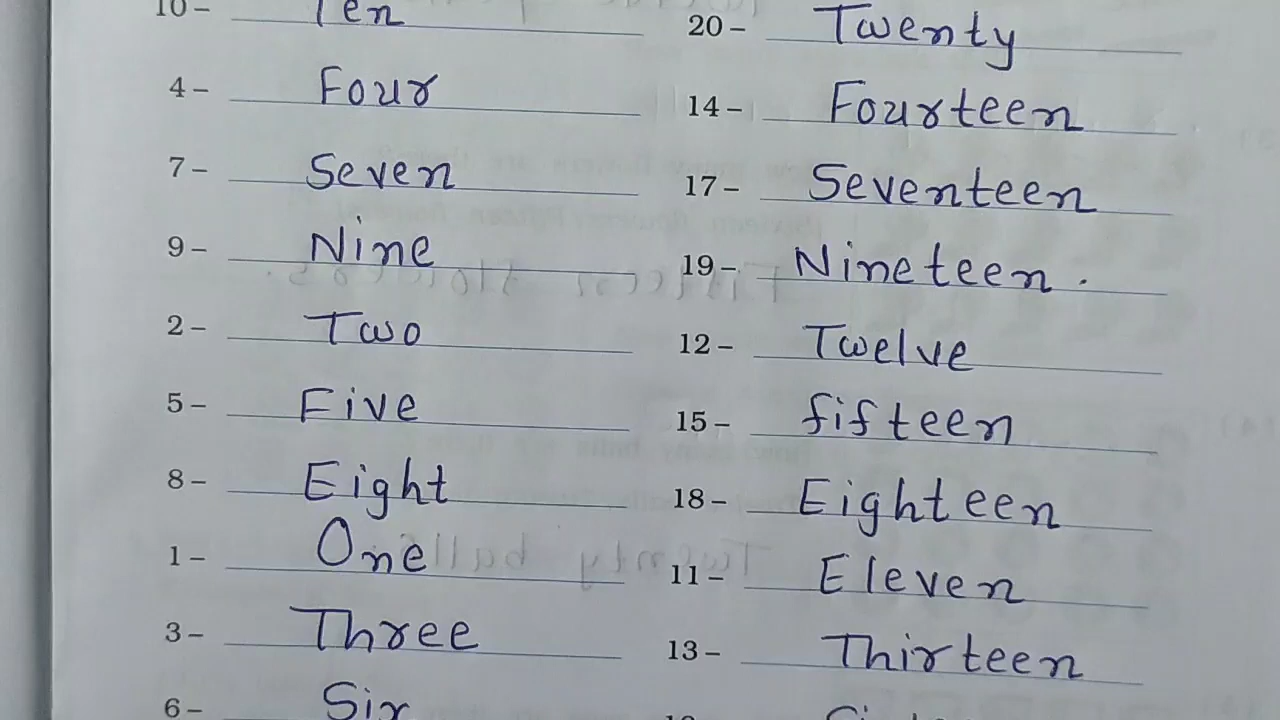 10 – Ten 20 – Twenty
4 – Four 14 – Fourteen
7 – Seven 17 – Seventeen
9 – Nine 19 – Nineteen.
2 – Two 12 – Twelve
5 – Five 15 – fifteen
8 – Eight 18 – Eighteen
1 – One 11 – Eleven
3 – Three 13 – Thirteen
6 – Six